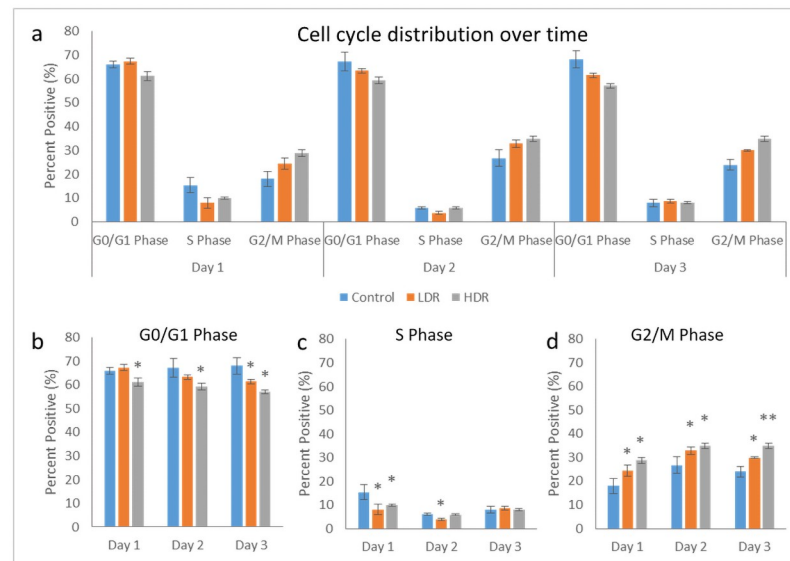 a
Cell cycle distribution over time
Percent Positive (%)
80
70
60
50
40
30
20
10
0
G0/G1 Phase S Phase G2/M Phase G0/G1 Phase S Phase G2/M Phase G0/G1 Phase S Phase G2/M Phase
Day 1 Day 2 Day 3
Control LDR HDR
b G0/G1 Phase
Percent Positive (%)
80
70
60
50
40
30
20
10
0
* * * *
Day 1 Day 2 Day 3
c S Phase
Percent Positive (%)
80
70
60
50
40
30
20
10
0
* * *
Day 1 Day 2 Day 3
d G2/M Phase
Percent Positive (%)
80
70
60
50
40
30
20
10
0
* * * * * **
Day 1 Day 2 Day 3